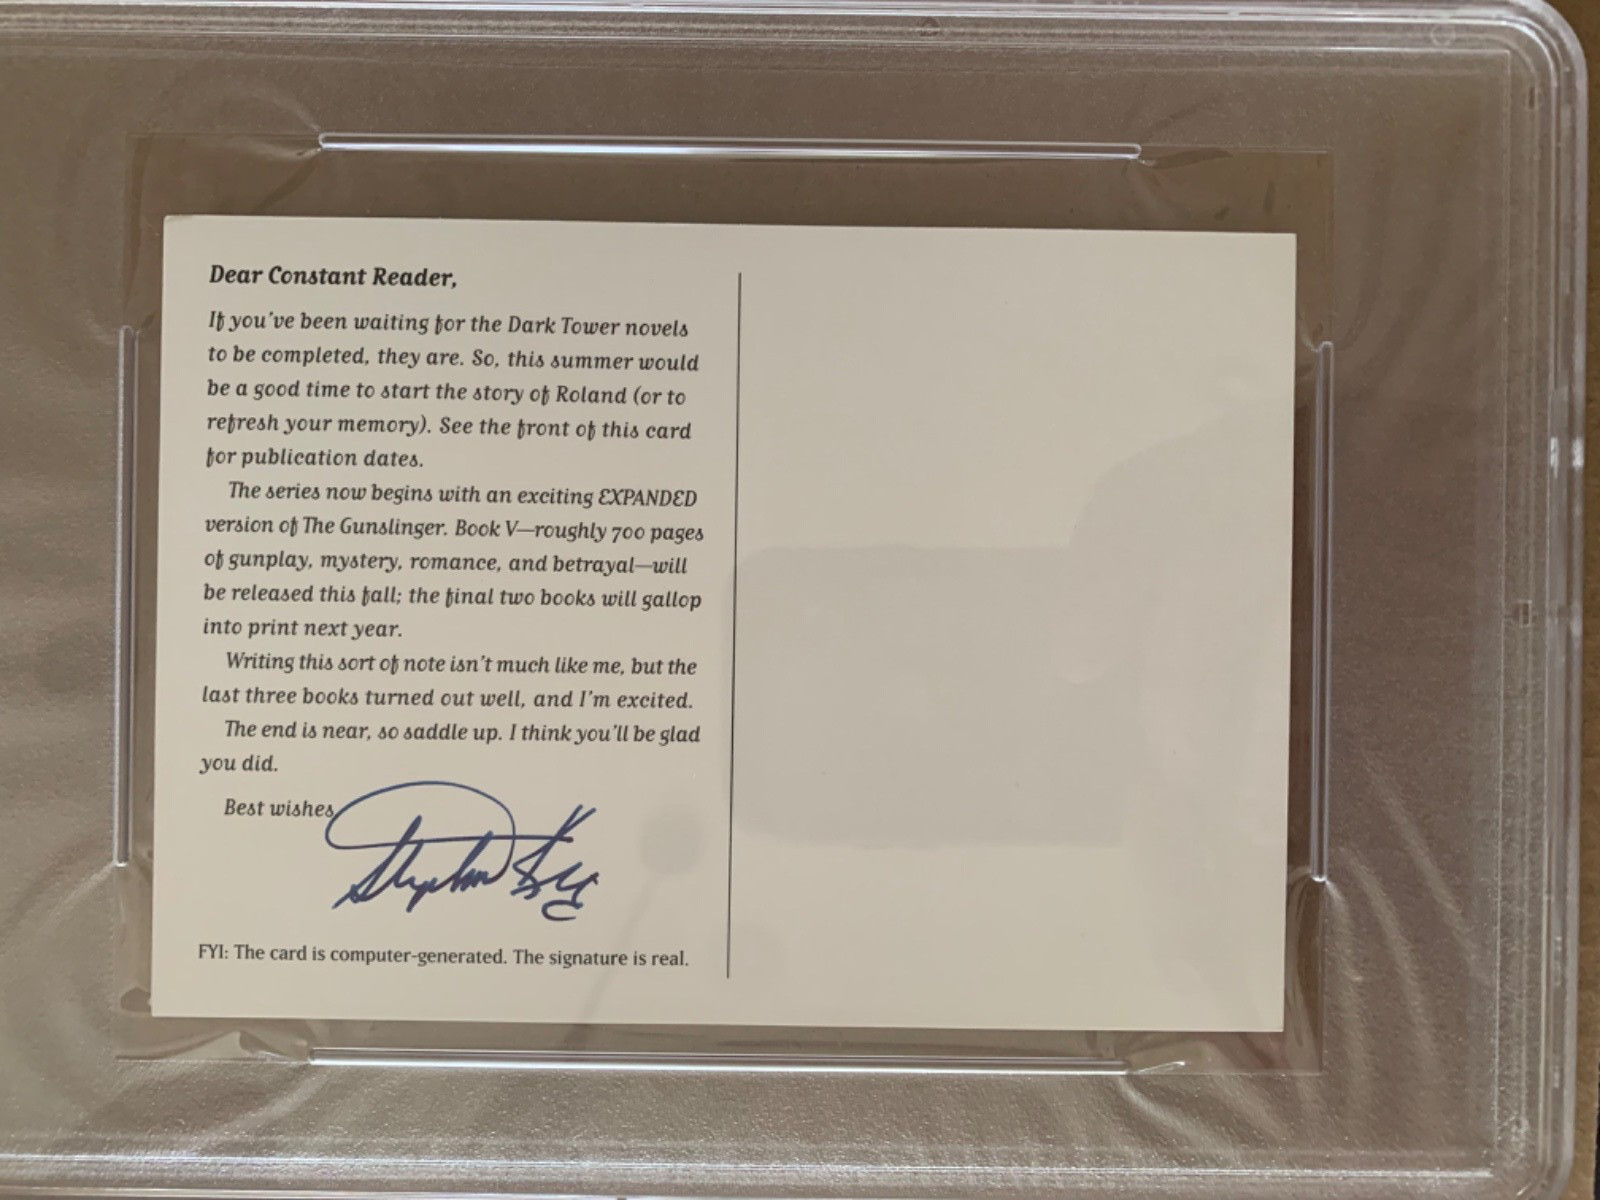 Dear Constant Reader,
If you've been waiting for the Dark Tower novels
to be completed, they are. So, this summer would
be a good time to start the story of Roland (or to
refresh your memory). See the front of this card
for publication dates.
The series now begins with an exciting EXPANDED
version of The Gunslinger. Book V—roughly 700 pages
of gunplay, mystery, romance, and betrayal—will
be released this fall; the final two books will gallop
into print next year.
Writing this sort of note isn't much like me, but the
last three books turned out well, and I'm excited.
The end is near, so saddle up. I think you'll be glad
you did.
Best wishes,
Stephen King
FYI: The card is computer-generated. The signature is real.